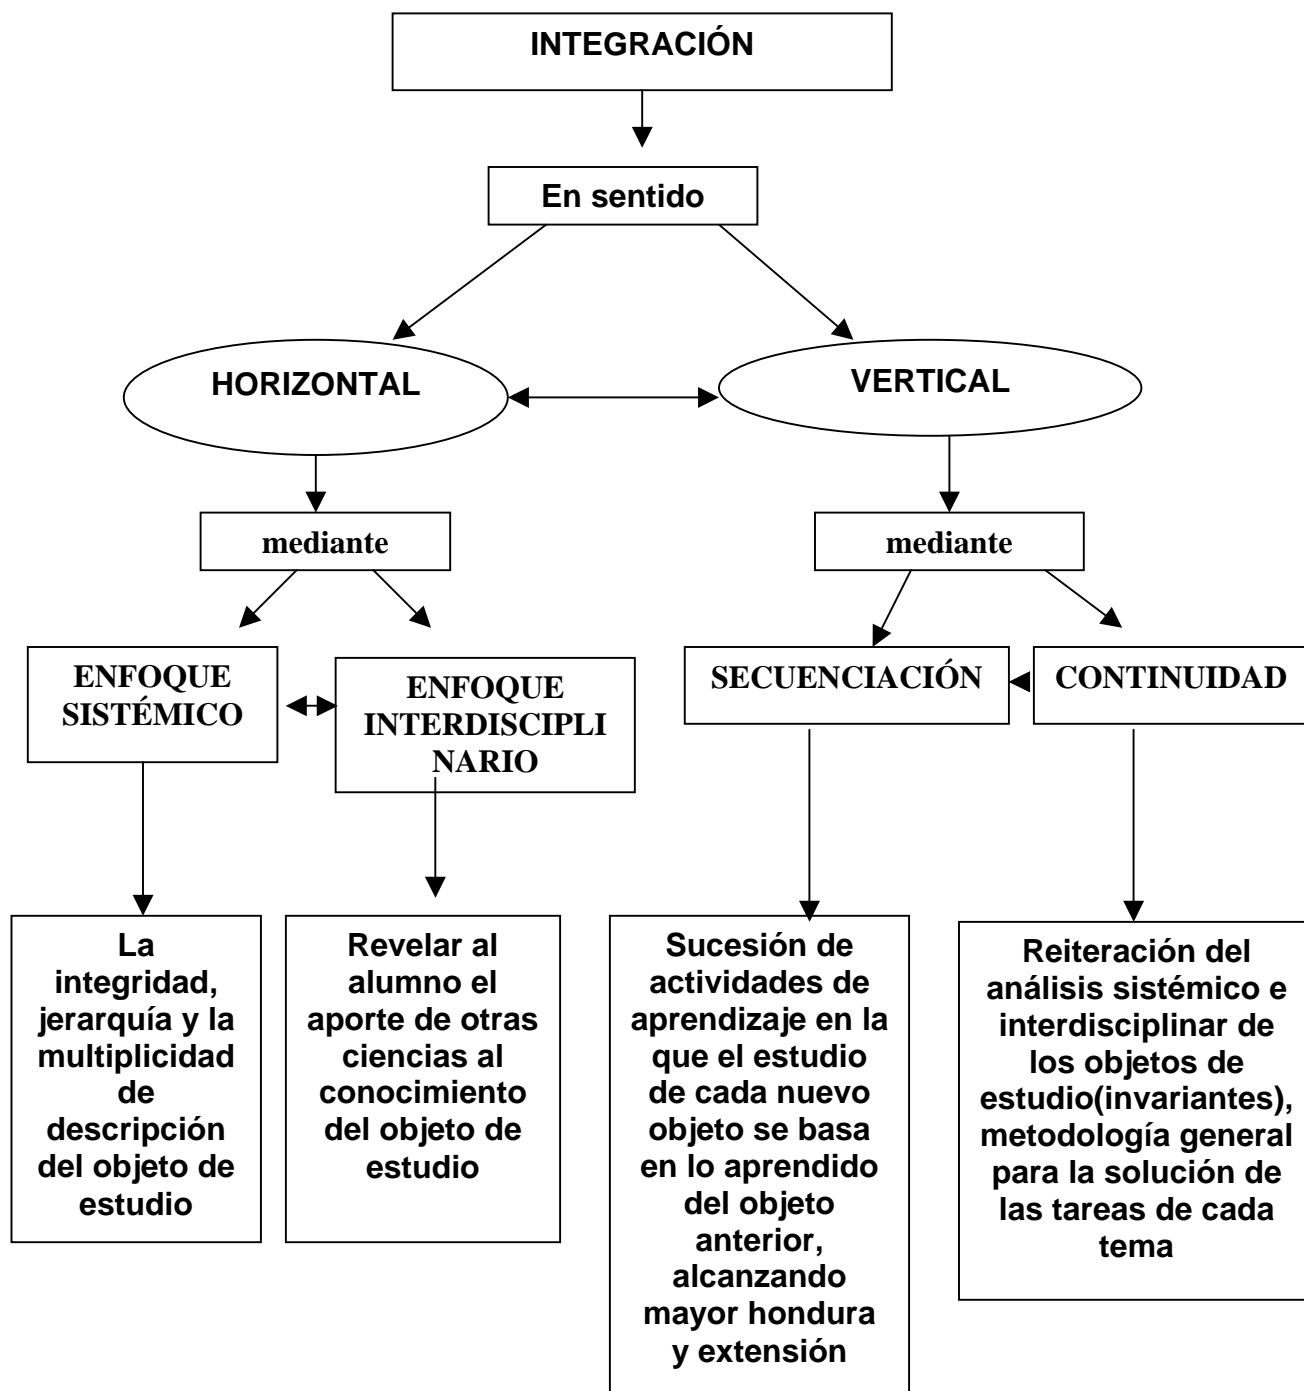 INTEGRACIÓN
En sentido
HORIZONTAL
VERTICAL
mediante
mediante
ENFOQUE
SISTÉMICO
ENFOQUE
INTERDISCIPLI
NARIO
SECUENCIACIÓN
CONTINUIDAD
La
integridad,
jerarquía y la
multiplicidad
de
descripción
del objeto de
estudio
Revelar al
alumno el
aporte de otras
ciencias al
conocimiento
del objeto de
estudio
Sucesión de
actividades de
aprendizaje en la
que el estudio
de cada nuevo
objeto se basa
en lo aprendido
del objeto
anterior,
alcanzando
mayor hondura
y extensión
Reiteración del
análisis sistémico e
interdisciplinar de
los objetos de
estudio(invariantes),
metodología general
para la solución de
las tareas de cada
tema